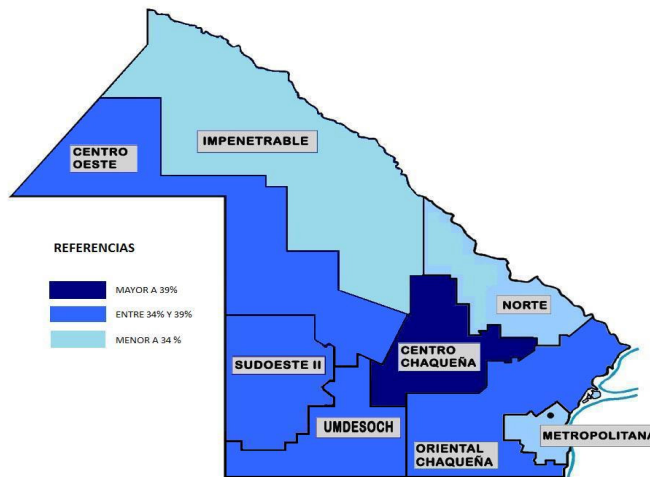 IMPENETRABLE
CENTRO
OESTE
REFERENCIAS
MAYOR A 39%
ENTRE 34% Y 39%
MENOR A 34 %
NORTE
CENTRO
CHAQUEÑA
SUDOESTE II
UMDESOCH
METROPOLITANA
ORIENTAL
CHAQUEÑA